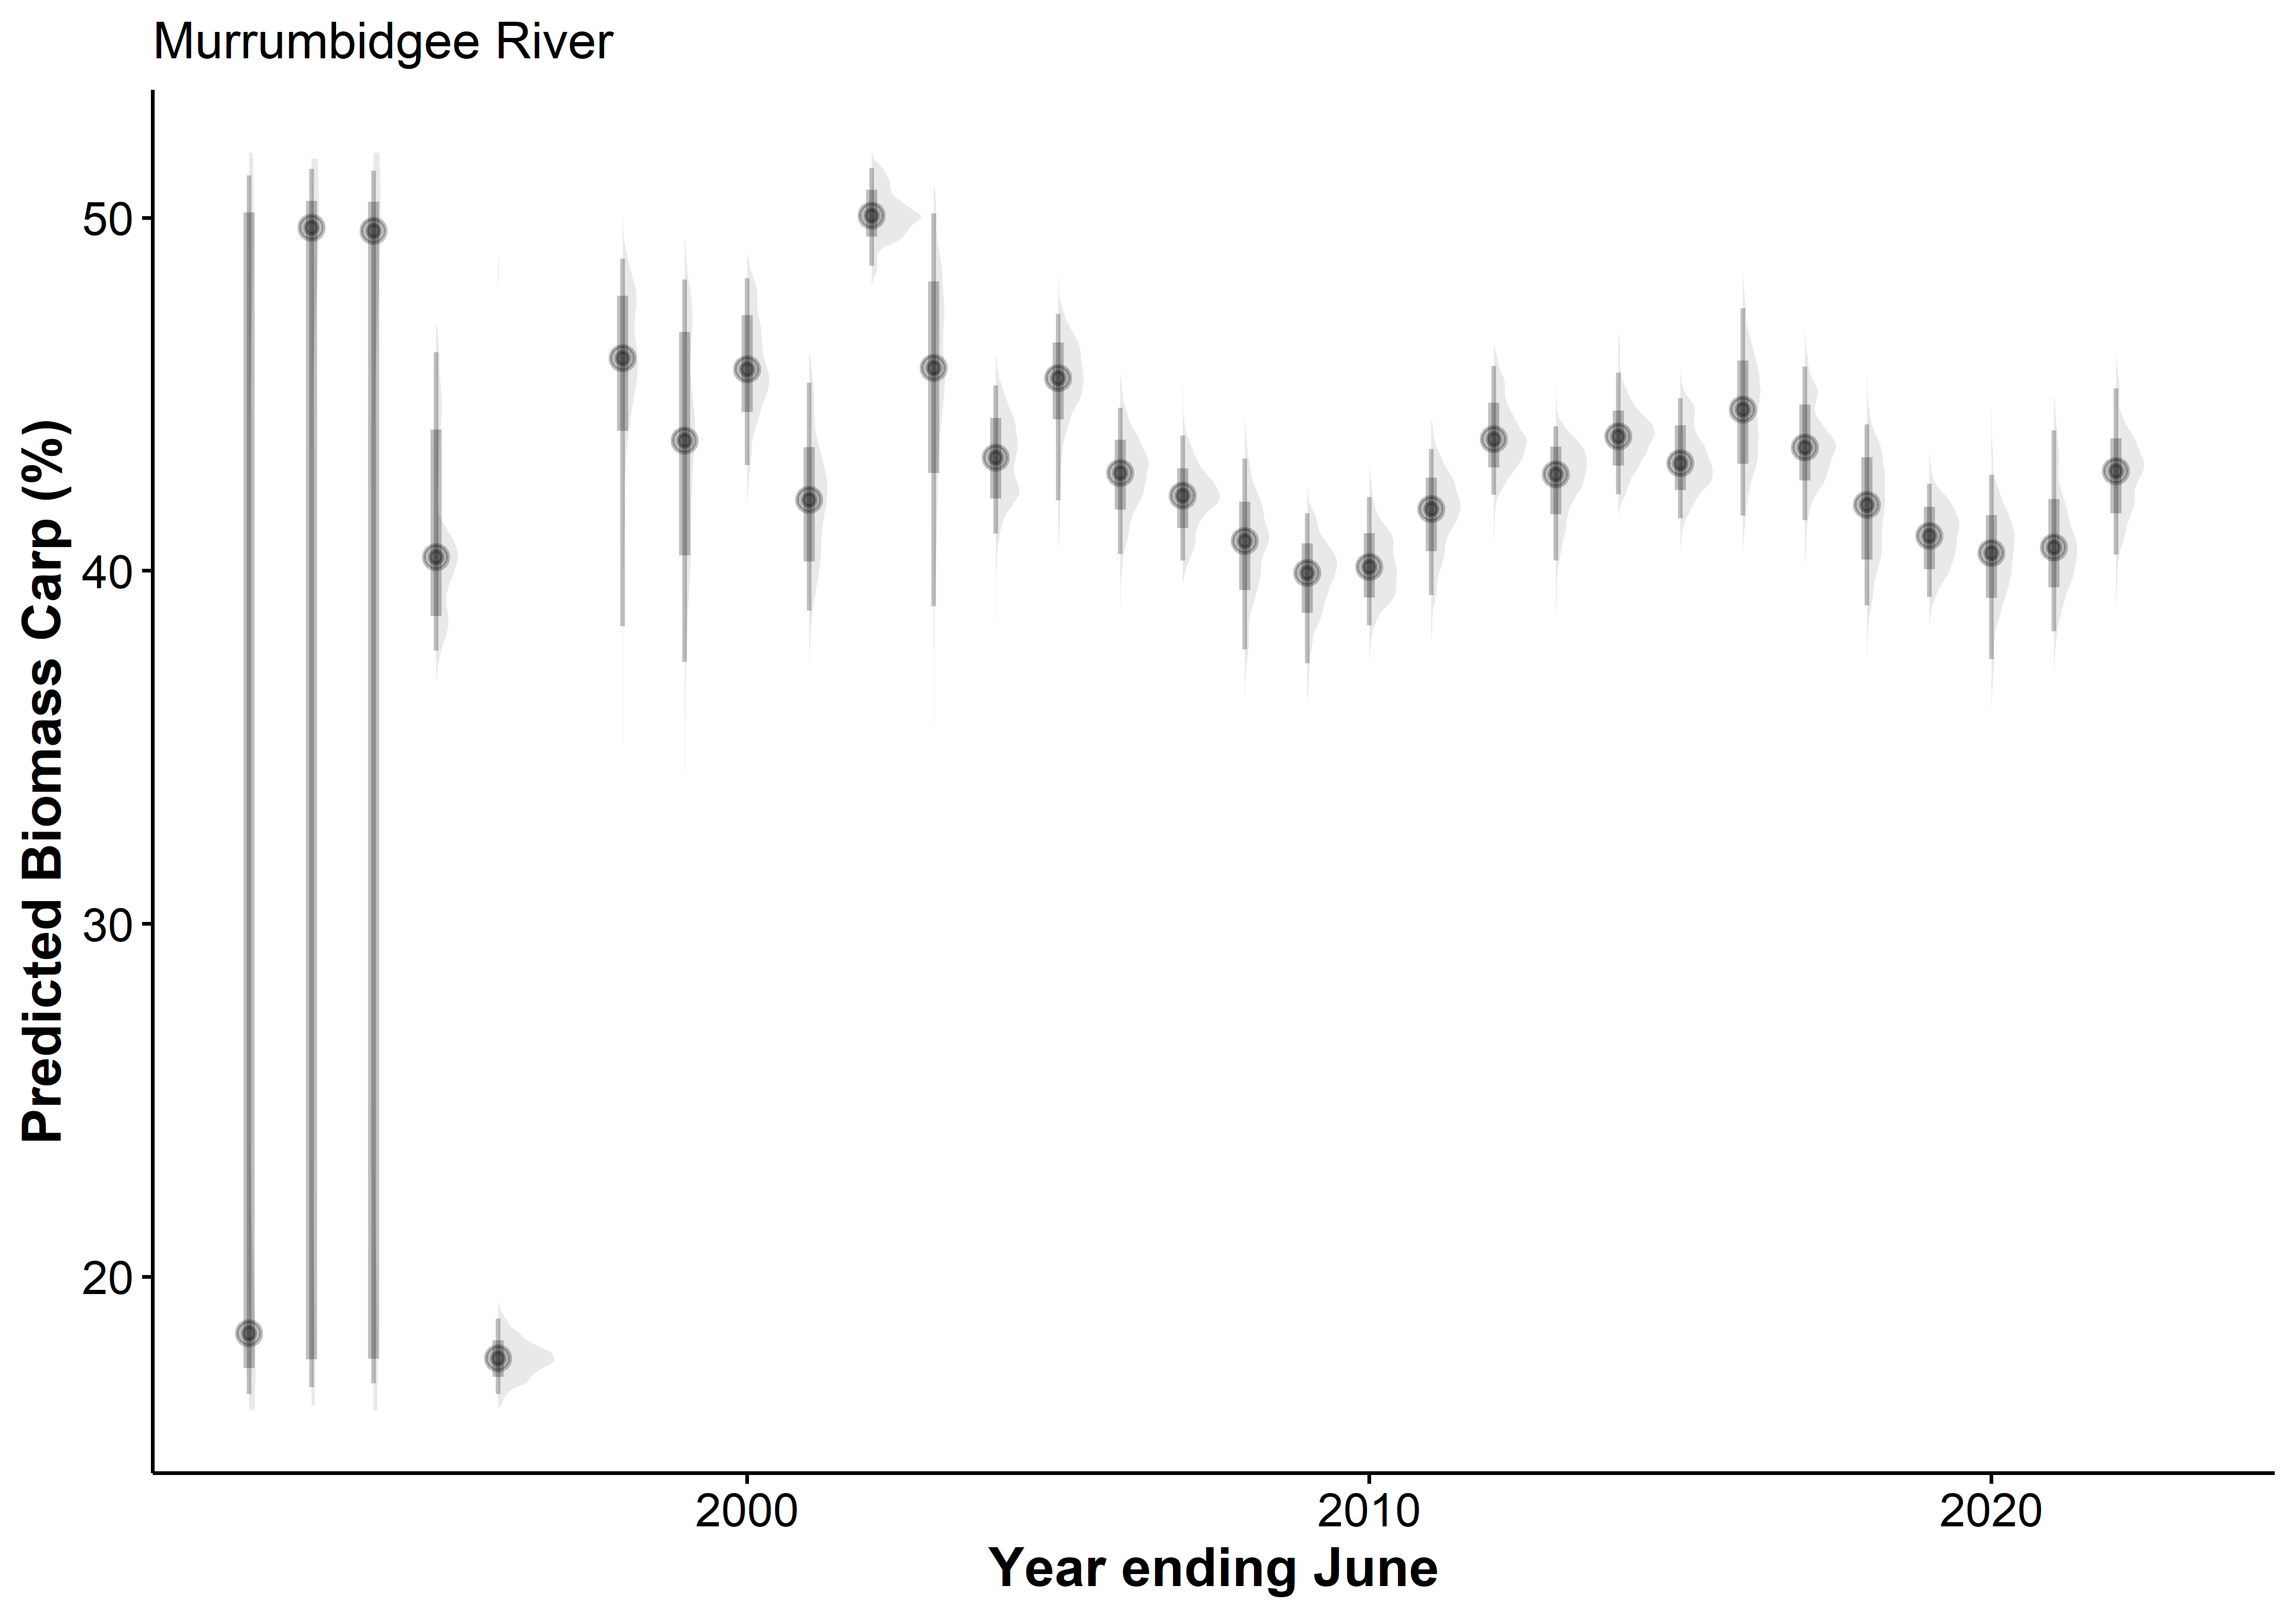 Murrumbidgee River
Predicted Biomass Carp (%)
50
40
30
20
2000 2010 2020
Year ending June